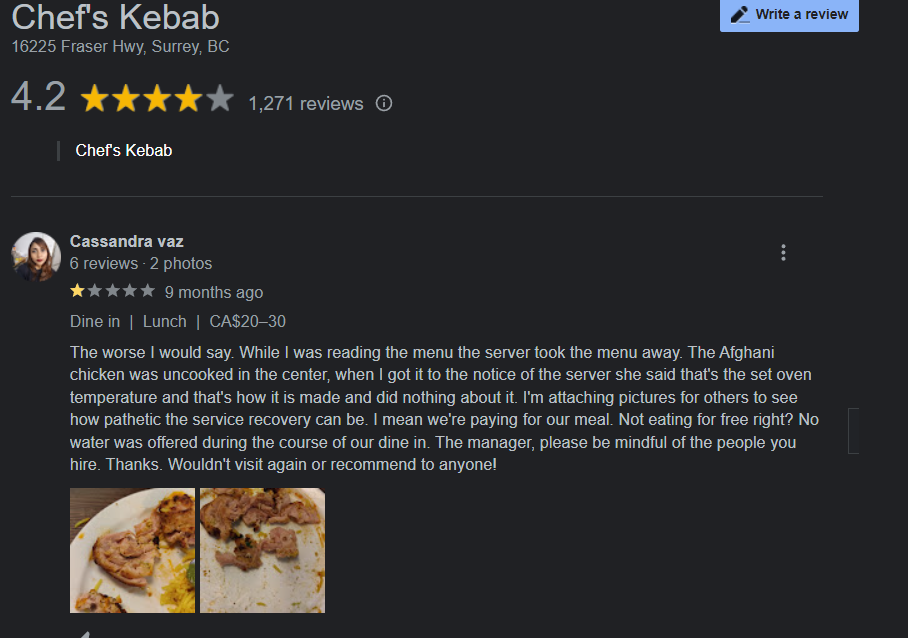 Chef's Kebab
Write a review
16225 Fraser Hwy, Surrey, BC
4.2
1,271 reviews
Chef's Kebab
Cassandra vaz
6 reviews · 2 photos
9 months ago
Dine in | Lunch | CA$20–30
The worse I would say. While I was reading the menu the server took the menu away. The Afghani
chicken was uncooked in the center, when I got it to the notice of the server she said that's the set oven
temperature and that's how it is made and did nothing about it. I'm attaching pictures for others to see
how pathetic the service recovery can be. I mean we're paying for our meal. Not eating for free right? No
water was offered during the course of our dine in. The manager, please be mindful of the people you
hire. Thanks. Wouldn't visit again or recommend to anyone!